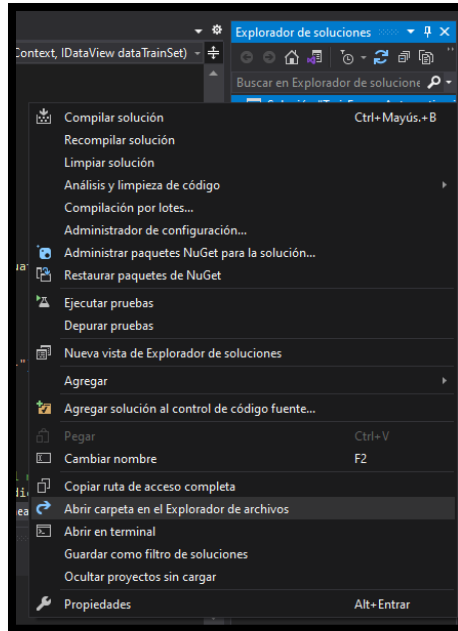 Explorador de soluciones
Context, IDataView dataTrainSet)
Buscar en Explorador de solucione
Compilar solución Ctrl+Mayús.+B
Recompilar solución
Limpiar solución
Análisis y limpieza de código
Compilación por lotes...
Administrador de configuración...
Administrar paquetes NuGet para la solución...
Restaurar paquetes de NuGet
Ejecutar pruebas
Depurar pruebas
Nueva vista de Explorador de soluciones
Agregar
Agregar solución al control de código fuente...
Pegar Ctrl+V
Cambiar nombre F2
Copiar ruta de acceso completa
Abrir carpeta en el Explorador de archivos
Abrir en terminal
Guardar como filtro de soluciones
Ocultar proyectos sin cargar
Propiedades Alt+Entrar